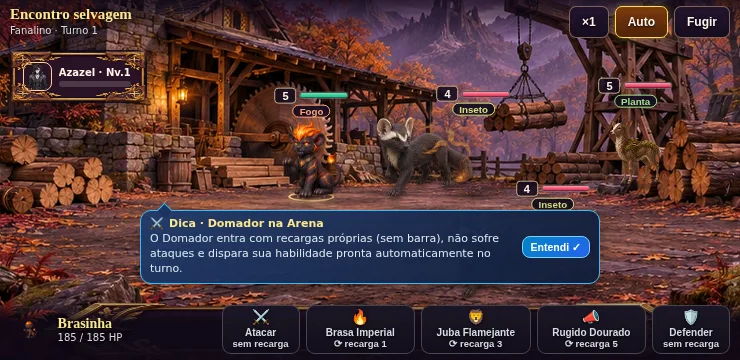 Encontro selvagem
Fanalino · Turno 1
×1
Auto
Fugir
Azazel · Nv.1
5
Fogo
4
Inseto
5
Planta
4
Inseto
⚔️ Dica · Domador na Arena
O Domador entra com recargas próprias (sem barra), não sofre
ataques e dispara sua habilidade pronta automaticamente no
turno.
Entendi ✓
Brasinha
185 / 185 HP
Atacar
sem recarga
Brasa Imperial
⟳ recarga 1
Juba Flamejante
⟳ recarga 3
Rugido Dourado
⟳ recarga 5
Defender
sem recarga